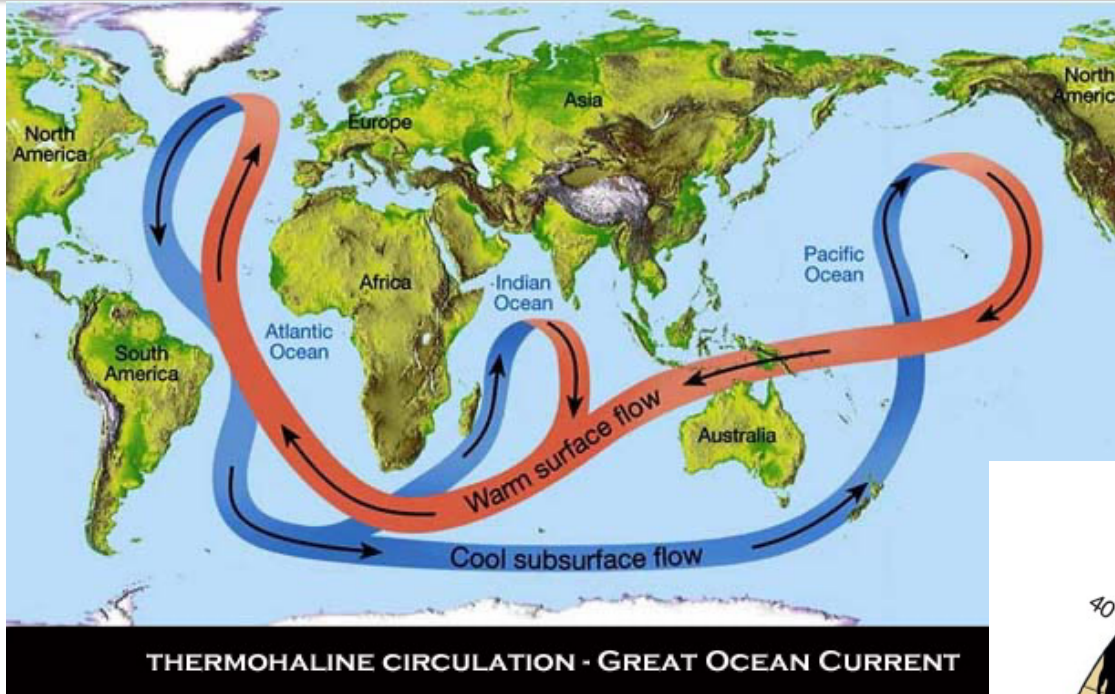 North
America
Europe
Asia
North
Americ
Pacific
Ocean
Africa
Indian
Ocean
Atlantic
Ocean
South
America
Australia
Warm surface flow
Cool subsurface flow
40
THERMOHALINE CIRCULATION - GREAT OCEAN CURRENT